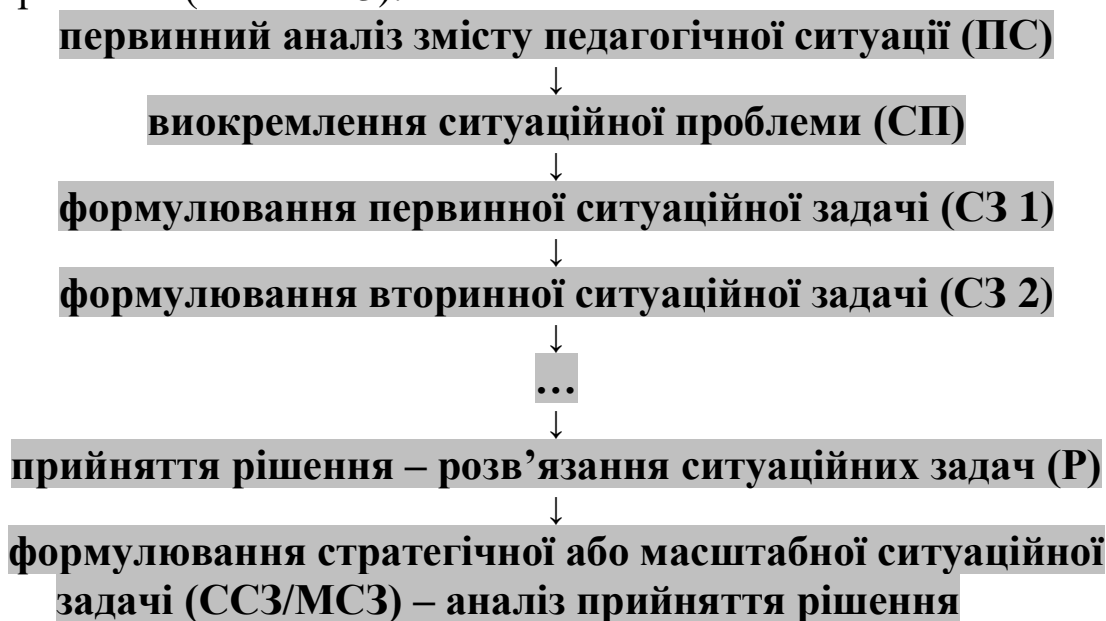 первинний аналіз змісту педагогічної ситуації (ПС)
↓
виокремлення ситуаційної проблеми (СП)
↓
формулювання первинної ситуаційної задачі (СЗ 1)
↓
формулювання вторинної ситуаційної задачі (СЗ 2)
↓
…
↓
прийняття рішення – розв’язання ситуаційних задач (Р)
↓
формулювання стратегічної або масштабної ситуаційної
задачі (ССЗ/МСЗ) – аналіз прийняття рішення